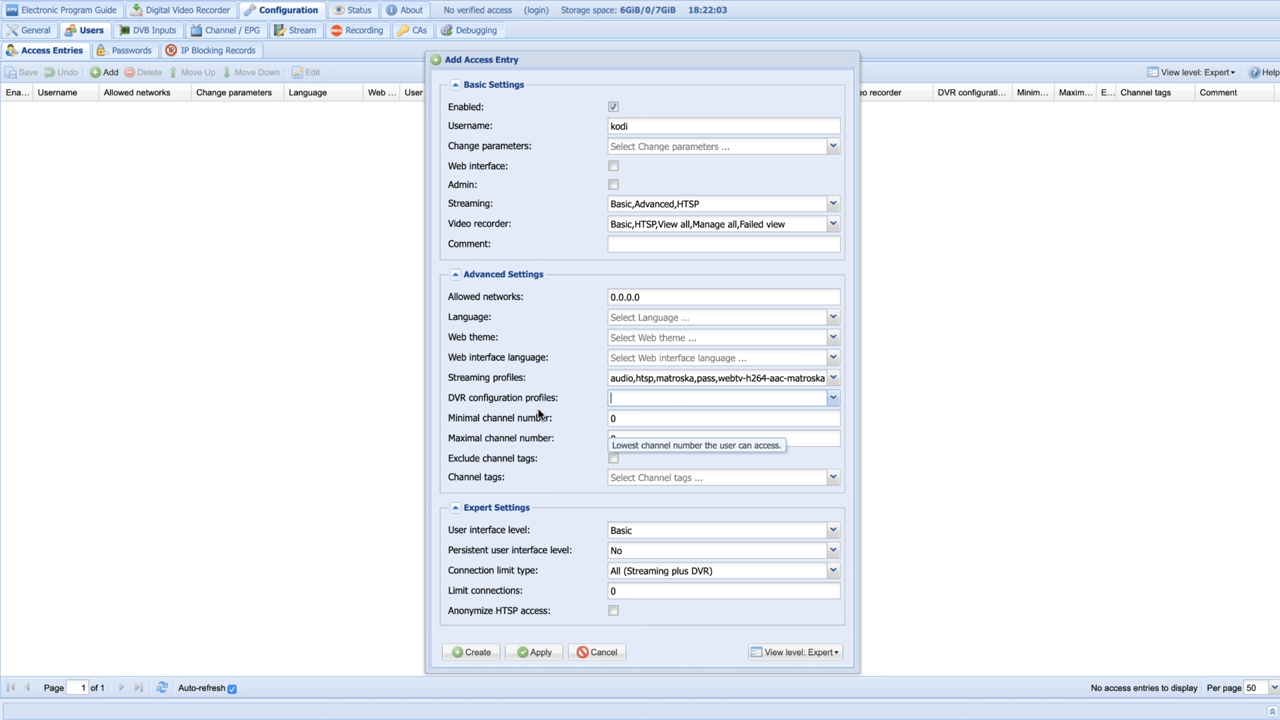 Electronic Program Guide Digital Video Recorder Configuration Status About No verified access (login) Storage space: 6GiB/0/7GiB 18:22:03
General Users DVB Inputs Channel / EPG Stream Recording CAs Debugging
Access Entries Passwords IP Blocking Records
Add Access Entry
Save Undo Add Delete Move Up Move Down Edit View level: Expert Help
Ena... Username Allowed networks Change parameters Language Web ... User DVR configurati... Minim... Maxim... E... Channel tags Comment
Basic Settings
Enabled:
Username: kodi
Change parameters: Select Change parameters ...
Web interface:
Admin:
Streaming: Basic,Advanced,HTSP
Video recorder: Basic,HTSP,View all,Manage all,Failed view
Comment:
Advanced Settings
Allowed networks: 0.0.0.0
Language: Select Language ...
Web theme: Select Web theme ...
Web interface language: Select Web interface language ...
Streaming profiles: audio,htsp,matroska,pass,webtv-h264-aac-matroska
DVR configuration profiles:
Minimal channel number: 0
Maximal channel number:
Lowest channel number the user can access.
Exclude channel tags:
Channel tags: Select Channel tags ...
Expert Settings
User interface level: Basic
Persistent user interface level: No
Connection limit type: All (Streaming plus DVR)
Limit connections: 0
Anonymize HTSP access:
Create Apply Cancel View level: Expert
Page 1 of 1 Auto-refresh No access entries to display Per page 50